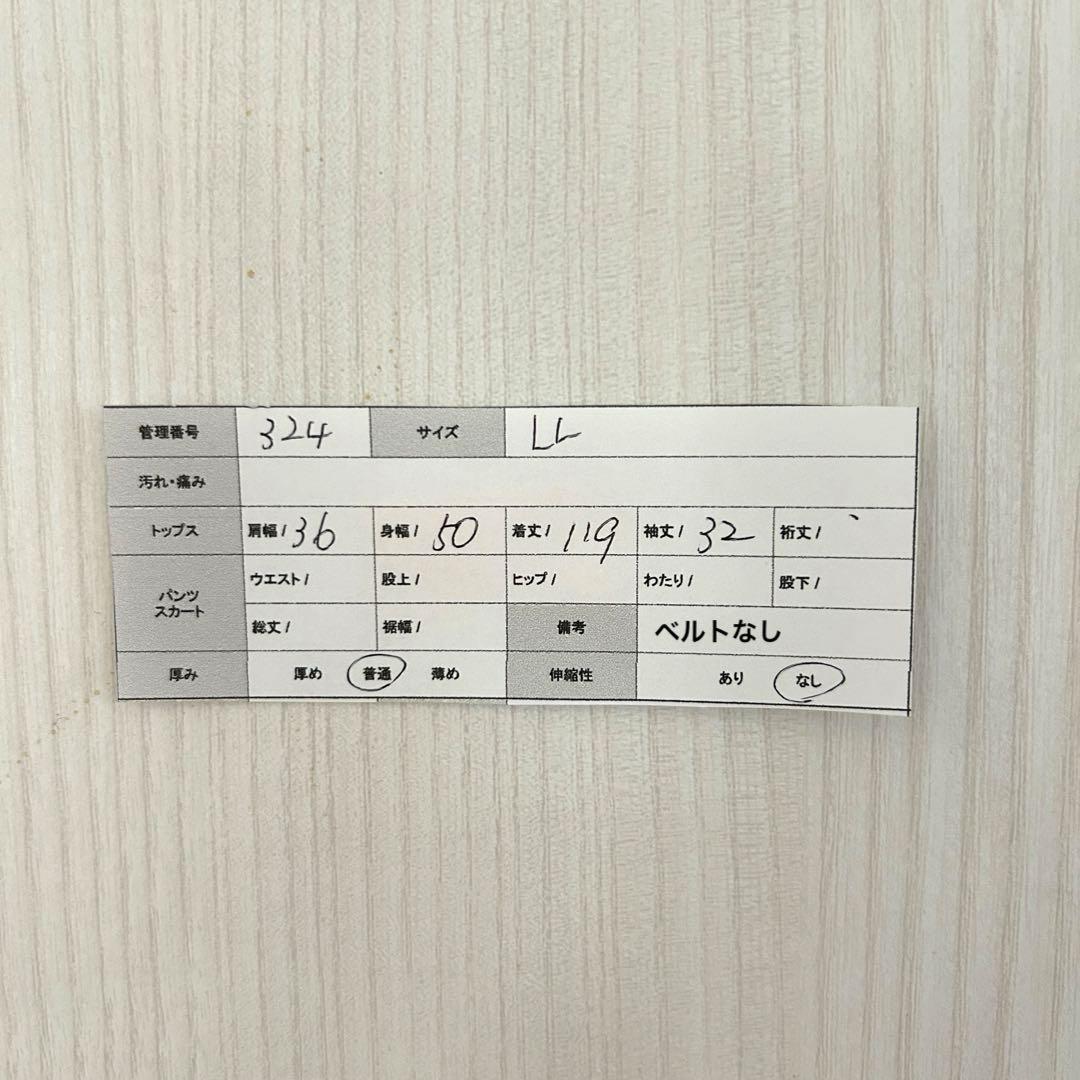 管理番号 324 サイズ LL
汚れ・痛み
トップス 肩幅/36 身幅/50 着丈/119 袖丈/32 裄丈/
パンツ スカート ウエスト/ 股上/ ヒップ/ わたり/ 股下/
総丈/ 裾幅/ 備考 ベルトなし
厚み 厚め 普通 薄め 伸縮性 あり なし